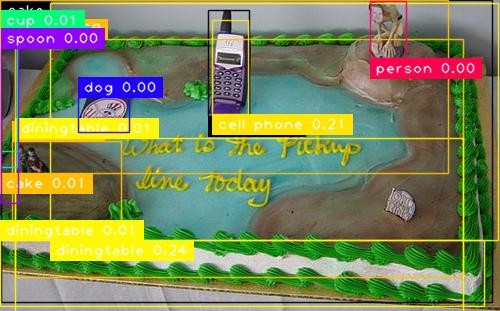 cake
cup 0.01
spoon 0.00
dog 0.00
person 0.00
diningtable 0.01
cell phone 0.21
What is The Pickup
line Today
cake 0.01
diningtable 0.01
diningtable 0.24